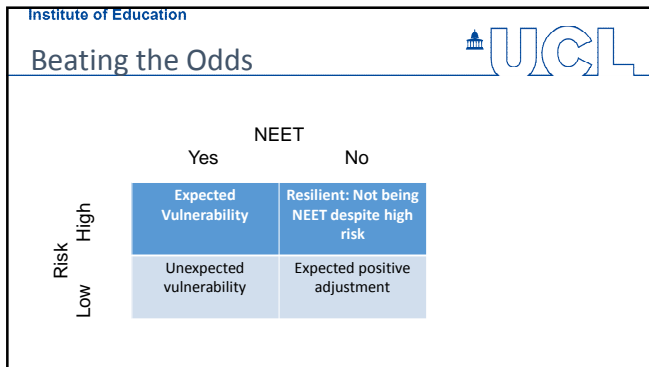 Institute of Education
Beating the Odds
UCL
NEET
Yes No
Risk
High
Expected Vulnerability
Resilient: Not being NEET despite high risk
Low
Unexpected vulnerability
Expected positive adjustment